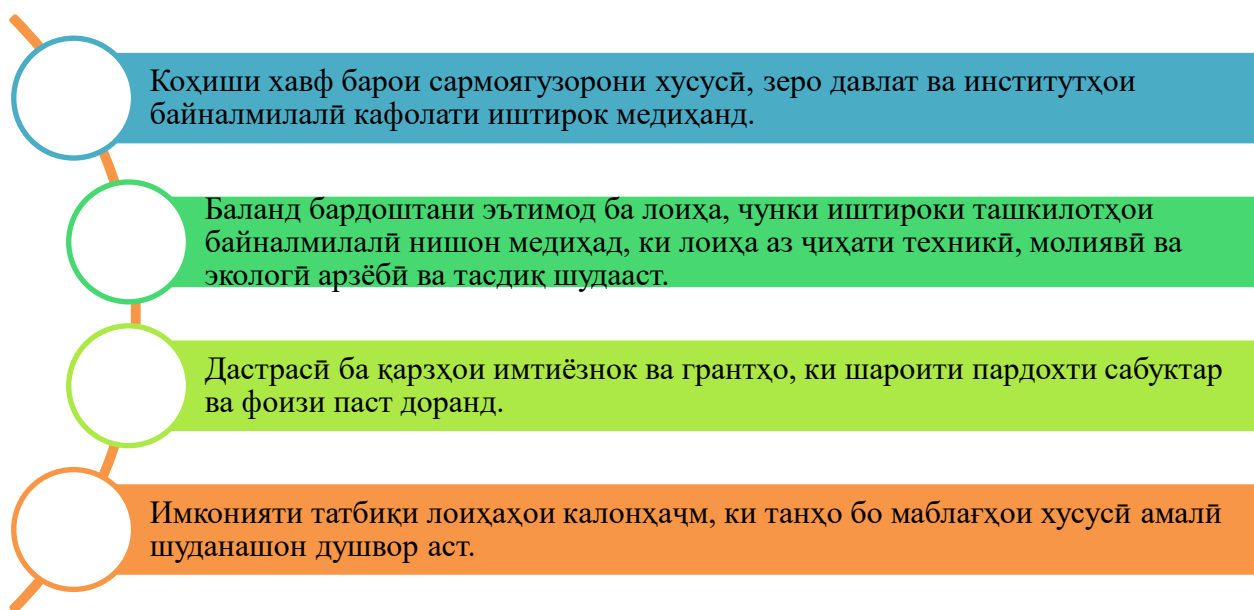 Коҳиши хавф барои сармоягузорони хусусӣ, зеро давлат ва институтҳои
байналмилалӣ кафолати иштирок медиҳанд.
Баланд бардоштани эътимод ба лоиҳа, чунки иштироки ташкилотҳои
байналмилалӣ нишон медиҳад, ки лоиҳа аз ҷиҳати техникӣ, молиявӣ ва
экологӣ арзёбӣ ва тасдиқ шудааст.
Дастрасӣ ба қарзҳои имтиёзнок ва грантҳо, ки шароити пардохти сабуктар
ва фоизи паст доранд.
Имконияти татбиқи лоиҳаҳои калонҳаҷм, ки танҳо бо маблағҳои хусусӣ амалӣ
шуданашон душвор аст.